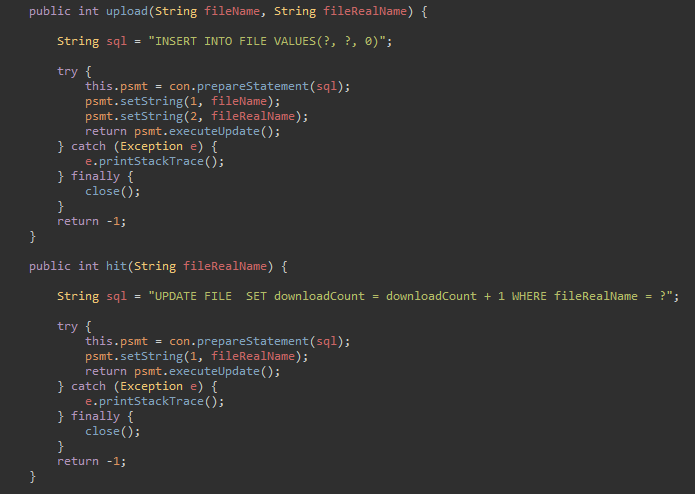 public int upload(String fileName, String fileRealName) {
String sql = "INSERT INTO FILE VALUES(?, ?, 0)";
try {
this.psmt = con.prepareStatement(sql);
psmt.setString(1, fileName);
psmt.setString(2, fileRealName);
return psmt.executeUpdate();
} catch (Exception e) {
e.printStackTrace();
} finally {
close();
}
return -1;
}
public int hit(String fileRealName) {
String sql = "UPDATE FILE  SET downloadCount = downloadCount + 1 WHERE fileRealName = ?";
try {
this.psmt = con.prepareStatement(sql);
psmt.setString(1, fileRealName);
return psmt.executeUpdate();
} catch (Exception e) {
e.printStackTrace();
} finally {
close();
}
return -1;
}